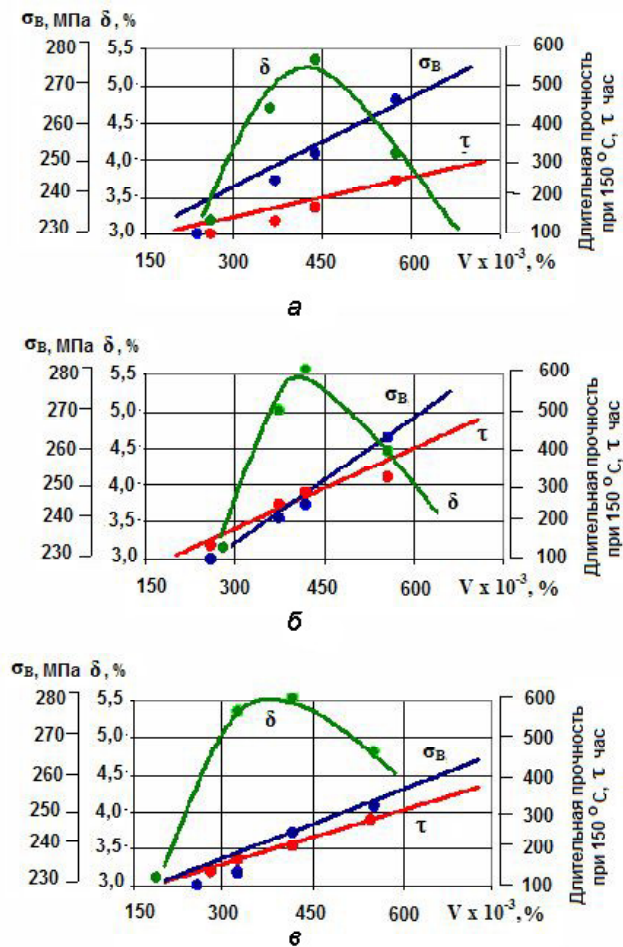 σВ, МПа δ, %
280 5,5 600
270 5,0 500
260 4,5 400
250 4,0 300
240 3,5 200
230 3,0 100
δ σВ τ
Длительная прочность
при 150 °С, τ час
150 300 450 600 V x 10-3, %
а
σВ, МПа δ, %
280 5,5 600
270 5,0 500
260 4,5 400
250 4,0 300
240 3,5 200
230 3,0 100
σВ τ δ
Длительная прочность
при 150 °С, τ час
150 300 450 600 V x 10-3, %
б
σВ, МПа δ, %
280 5,5 600
270 5,0 500
260 4,5 400
250 4,0 300
240 3,5 200
230 3,0 100
δ σВ τ
Длительная прочность
при 150 °С, τ час
150 300 450 600 V x 10-3, %
в